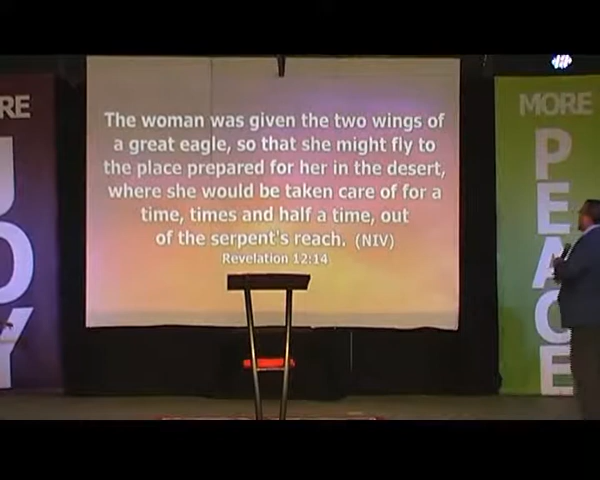 The woman was given the two wings of
a great eagle, so that she might fly to
the place prepared for her in the desert,
where she would be taken care of for a
time, times and half a time, out
of the serpent's reach. (NIV)
Revelation 12:14
MORE
PEACE